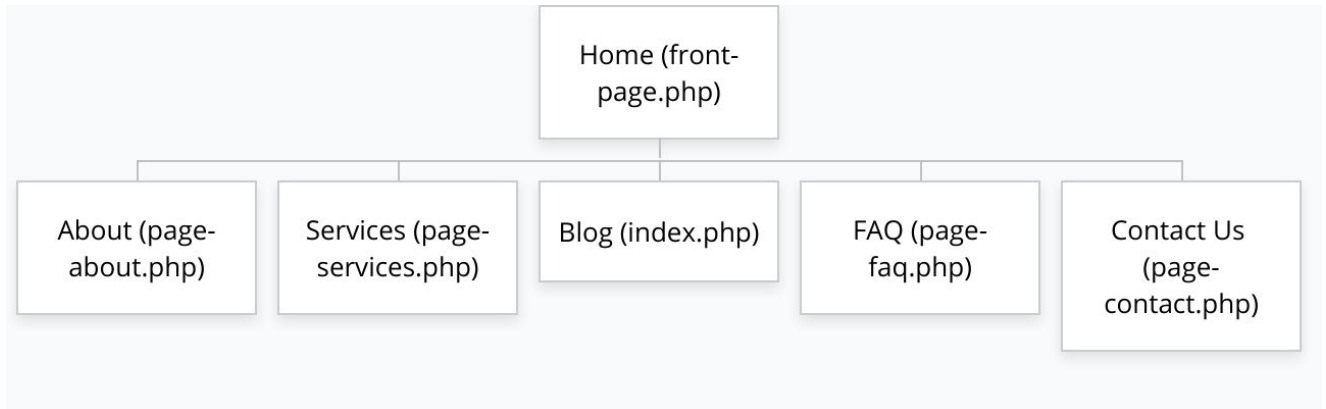 Home (front-
page.php)
About (page-
about.php)
Services (page-
services.php)
Blog (index.php)
FAQ (page-
faq.php)
Contact Us
(page-
contact.php)